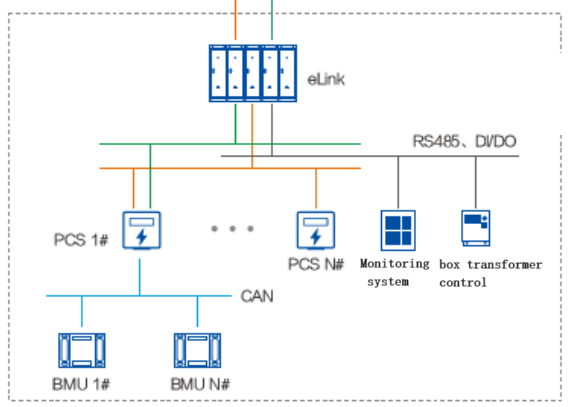 eLink
RS485、DI/DO
PCS 1#
PCS N#
Monitoring
system
box transformer
control
CAN
BMU 1#
BMU N#